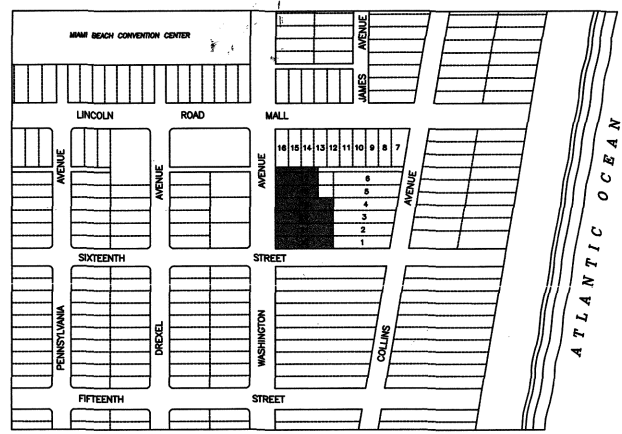 MIAMI BEACH CONVENTION CENTER
AVENUE
JAMES
LINCOLN ROAD MALL
16 15 14 13 12 11 10 9 8 7
AVENUE
AVENUE
AVENUE
AVENUE
6
5
4
3
2
1
SIXTEENTH STREET
PENNSYLVANIA
DREXEL
WASHINGTON
COLLINS
FIFTEENTH STREET
ATLANTIC OCEAN